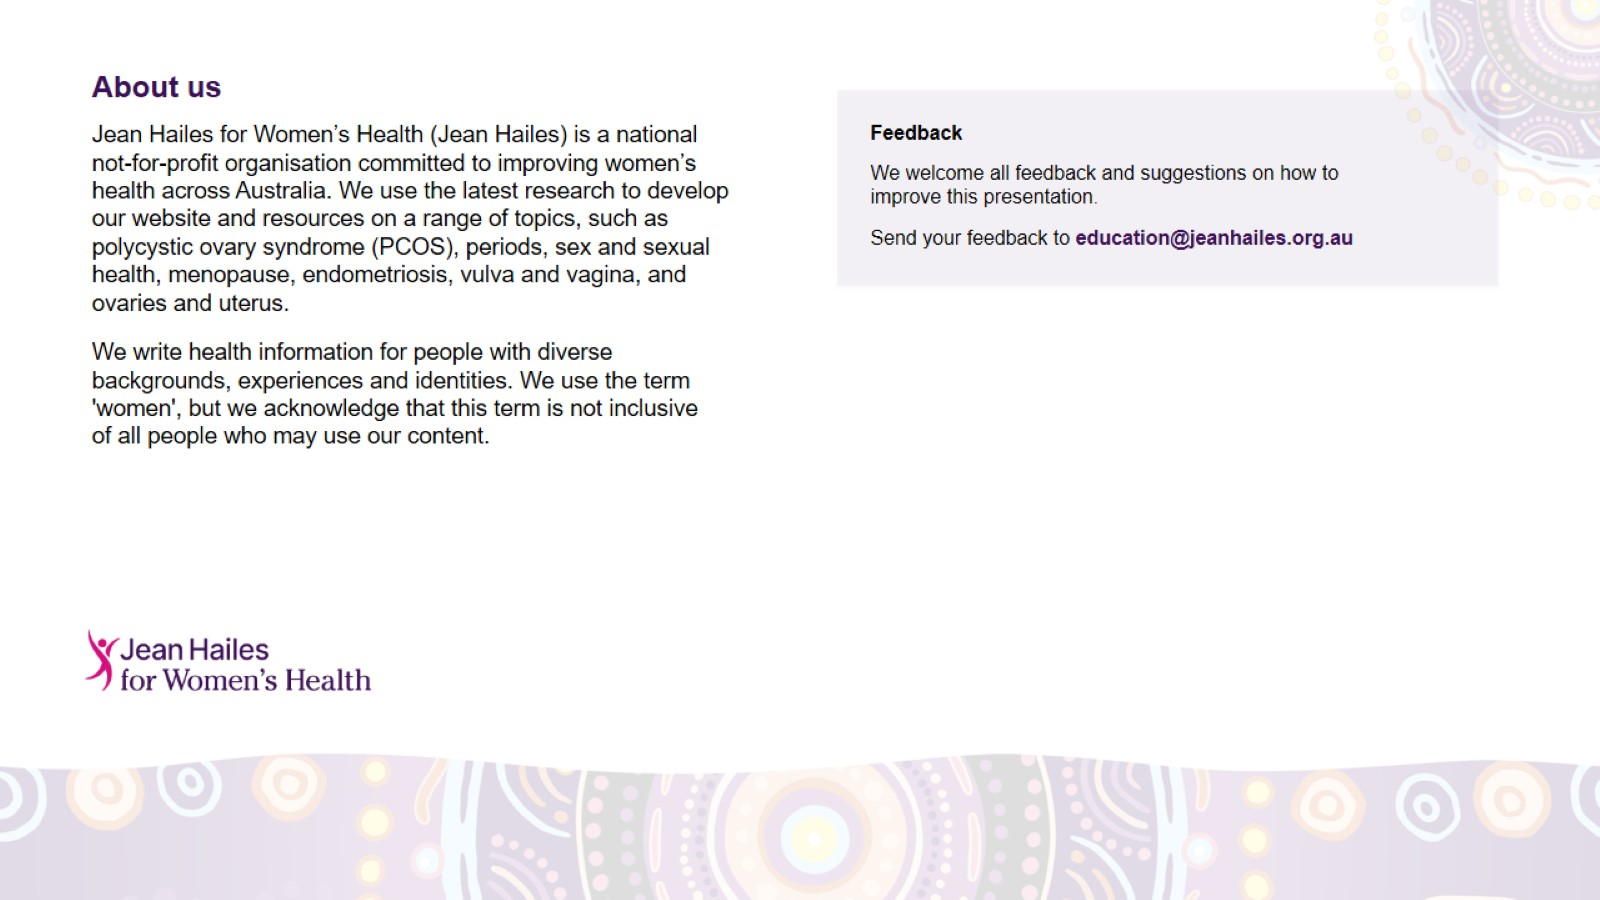 About us
Jean Hailes for Women’s Health (Jean Hailes) is a national
not-for-profit organisation committed to improving women’s
health across Australia. We use the latest research to develop
our website and resources on a range of topics, such as
polycystic ovary syndrome (PCOS), periods, sex and sexual
health, menopause, endometriosis, vulva and vagina, and
ovaries and uterus.
We write health information for people with diverse
backgrounds, experiences and identities. We use the term
'women', but we acknowledge that this term is not inclusive
of all people who may use our content.
Feedback
We welcome all feedback and suggestions on how to
improve this presentation.
Send your feedback to education@jeanhailes.org.au
Jean Hailes
for Women’s Health